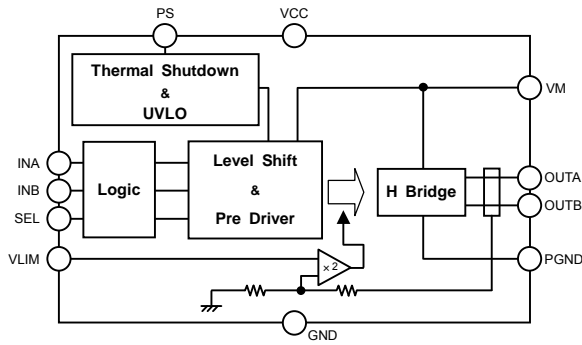 PS
VCC
Thermal Shutdown
&
UVLO
VM
INA
INB
SEL
VLIM
Logic
Level Shift
&
Pre Driver
H Bridge
OUTA
OUTB
PGND
×2
GND